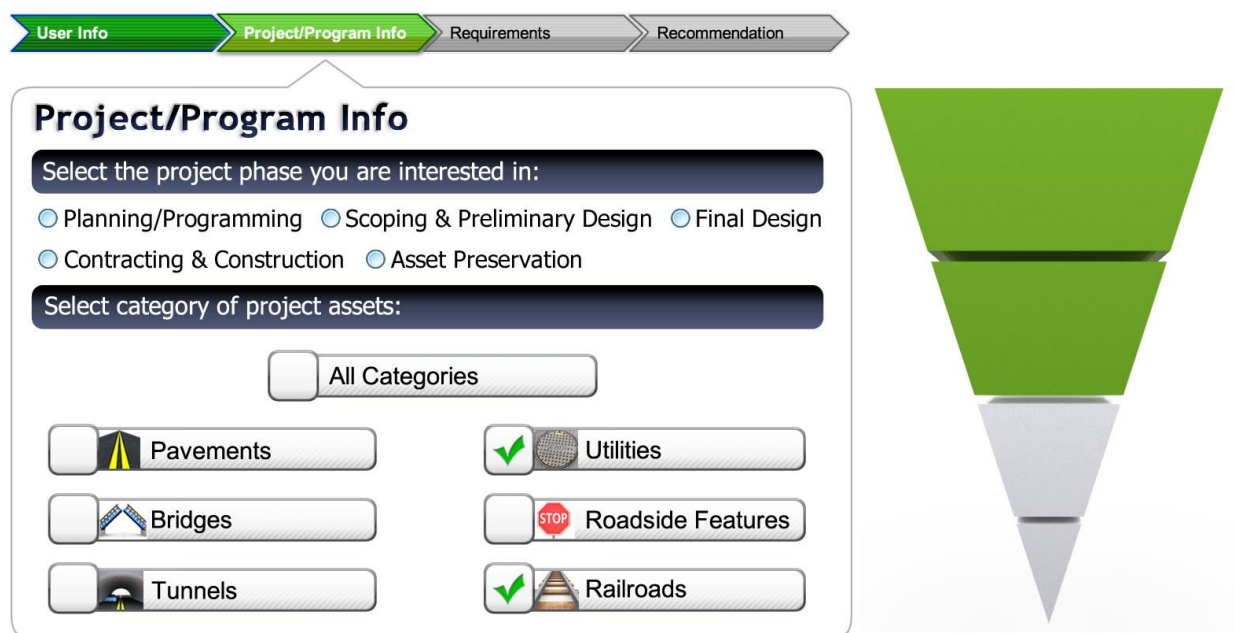 User Info Project/Program Info Requirements Recommendation
Project/Program Info
Select the project phase you are interested in:
Planning/Programming Scoping & Preliminary Design Final Design
Contracting & Construction Asset Preservation
Select category of project assets:
All Categories
Pavements Utilities
Bridges STOP Roadside Features
Tunnels Railroads